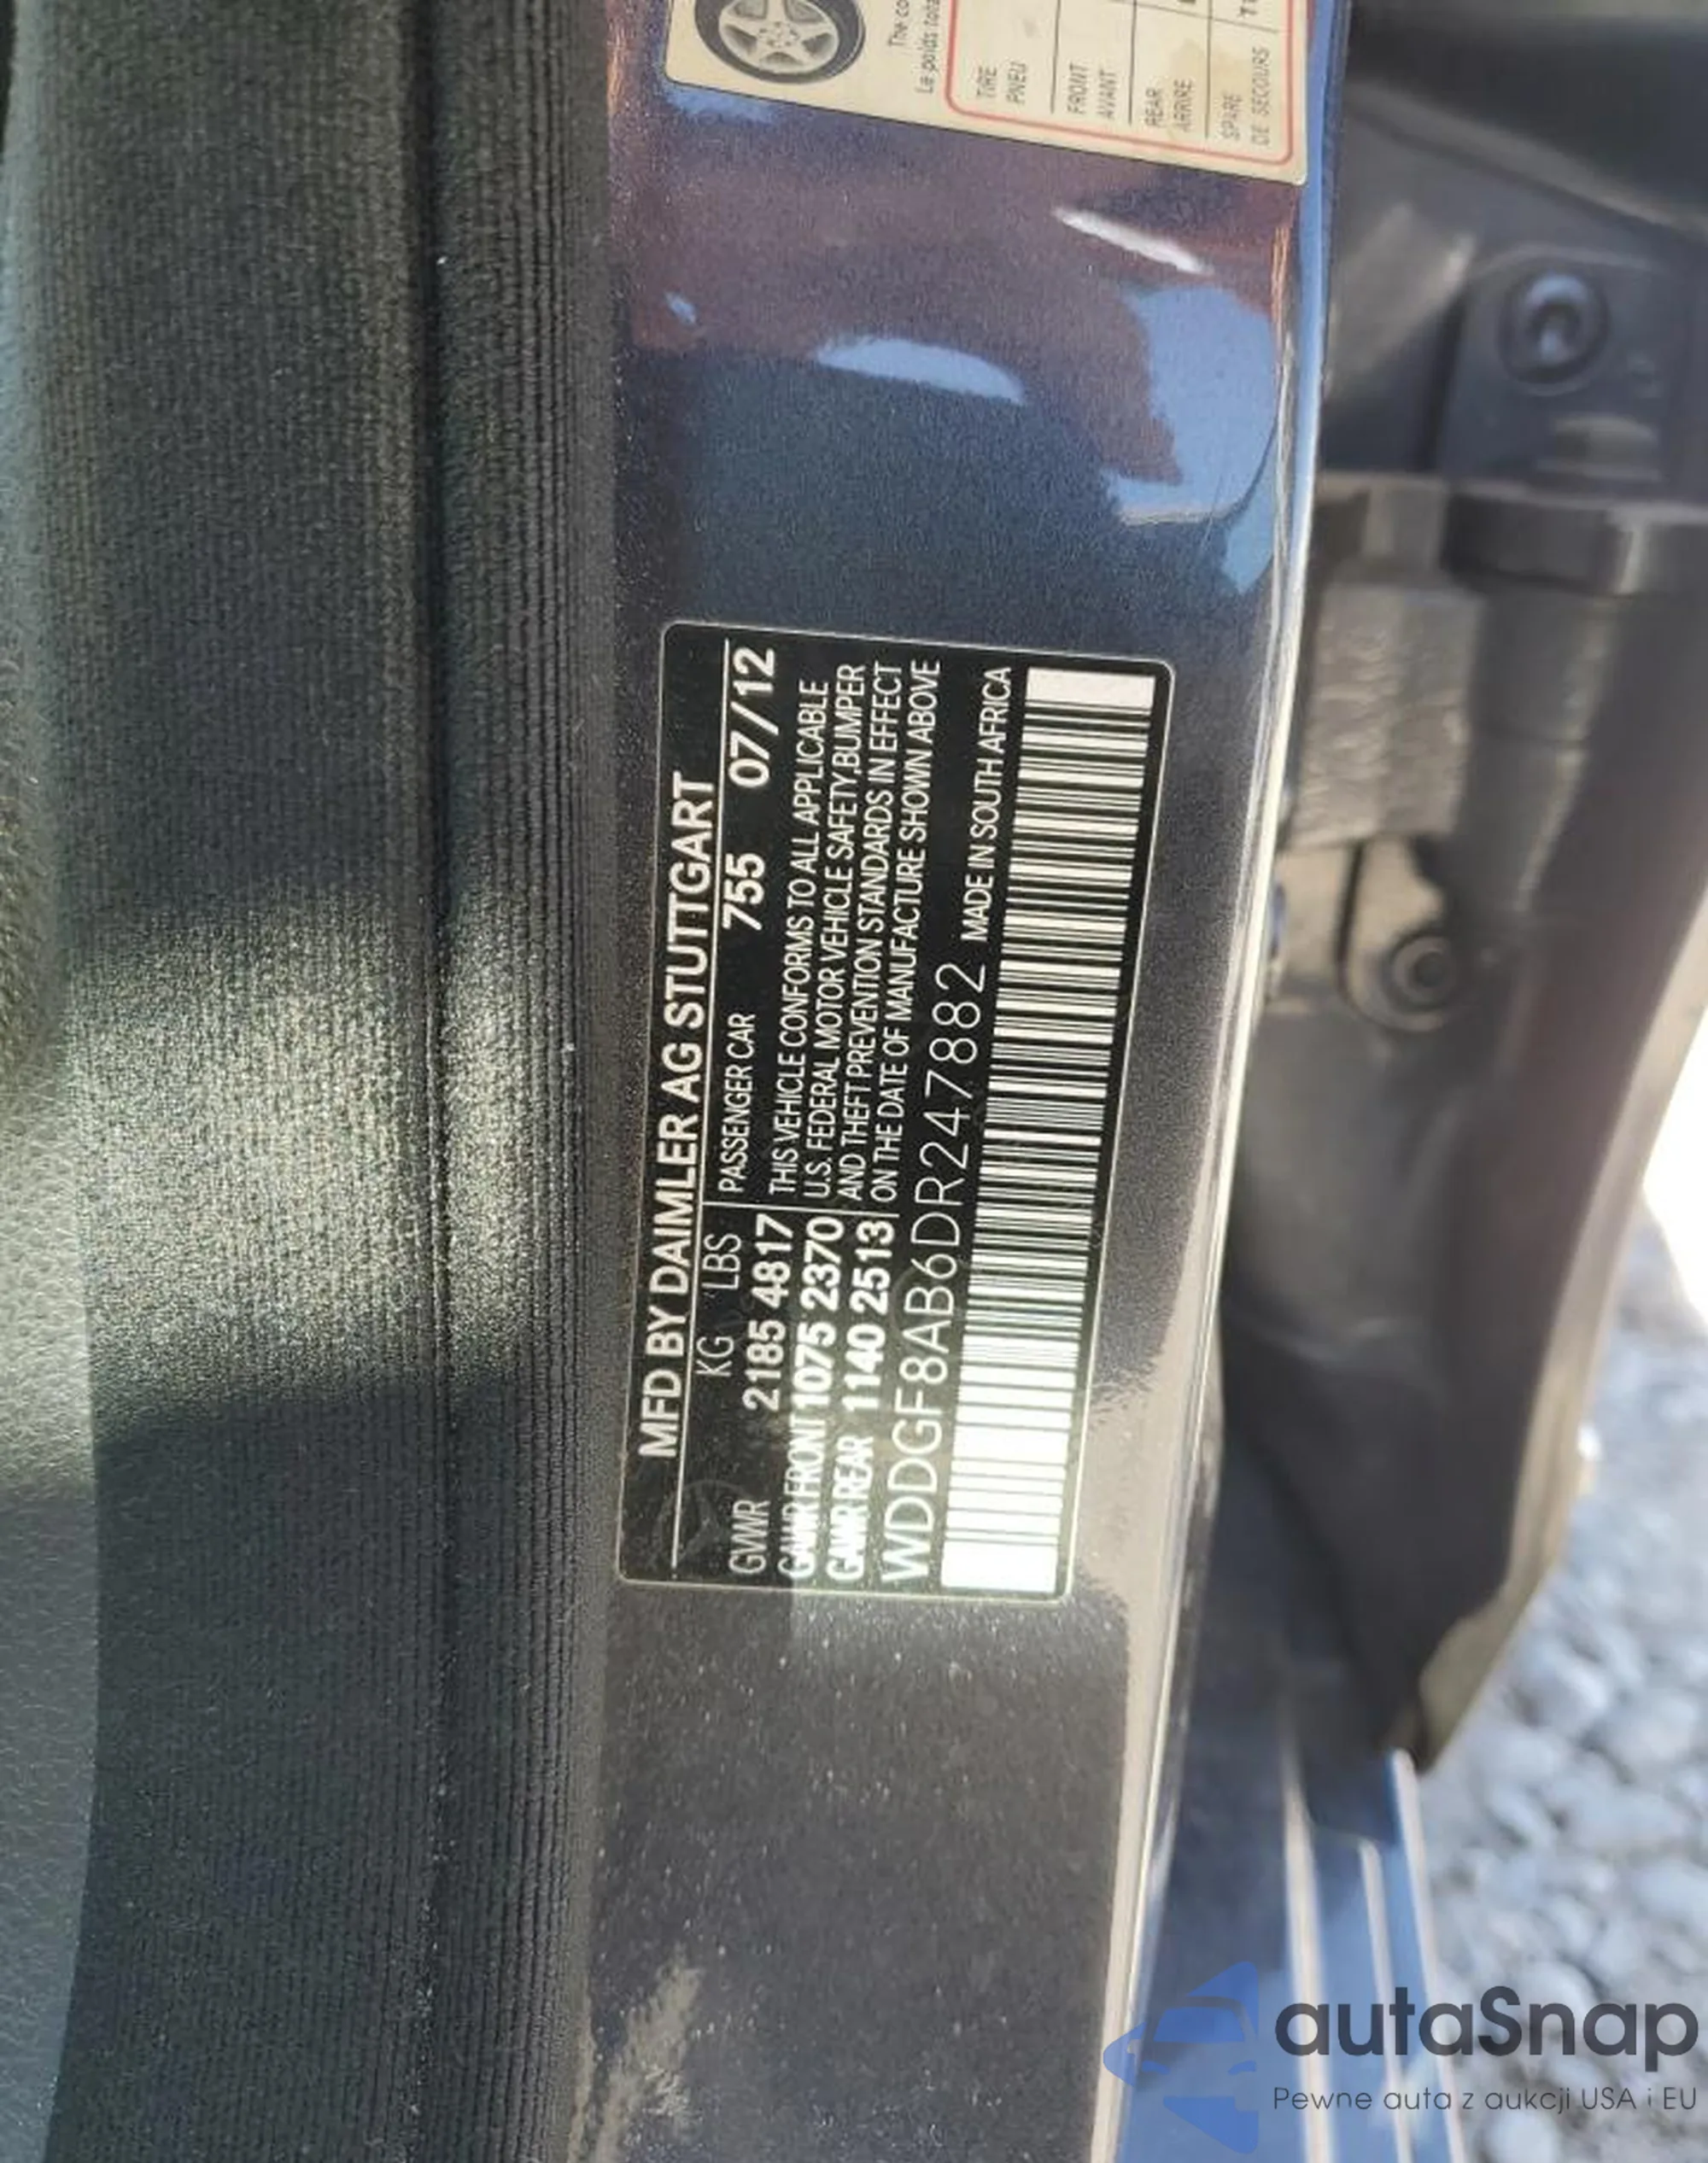 The co
Le poids tota
TIRE
PNEU
FRONT
AVANT
REAR
ARRIRE
SPARE
DE SECOURS
MFD BY DAIMLER AG STUTTGART
KG LBS PASSENGER CAR 755 07/12
GVWR 2185 4817 THIS VEHICLE CONFORMS TO ALL APPLICABLE
GAWR FRONT 1075 2370 U.S. FEDERAL MOTOR VEHICLE SAFETY,BUMPER
GAWR REAR 1140 2513 AND THEFT PREVENTION STANDARDS IN EFFECT
ON THE DATE OF MANUFACTURE SHOWN ABOVE
WDDGF8AB6DR247882 MADE IN SOUTH AFRICA
autaSnap
Pewne auta z aukcji USA i EU